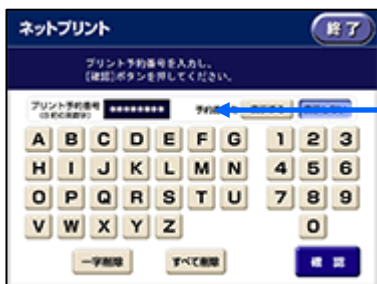 ネットプリント 終了
プリント予約番号を入力し、
[確認]ボタンを押してください。
プリント予約番号 ********
A B C D E F G 1 2 3
H I J K L M N 4 5 6
O P Q R S T U 7 8 9
V W X Y Z 0
一字削除 すべて削除 確認